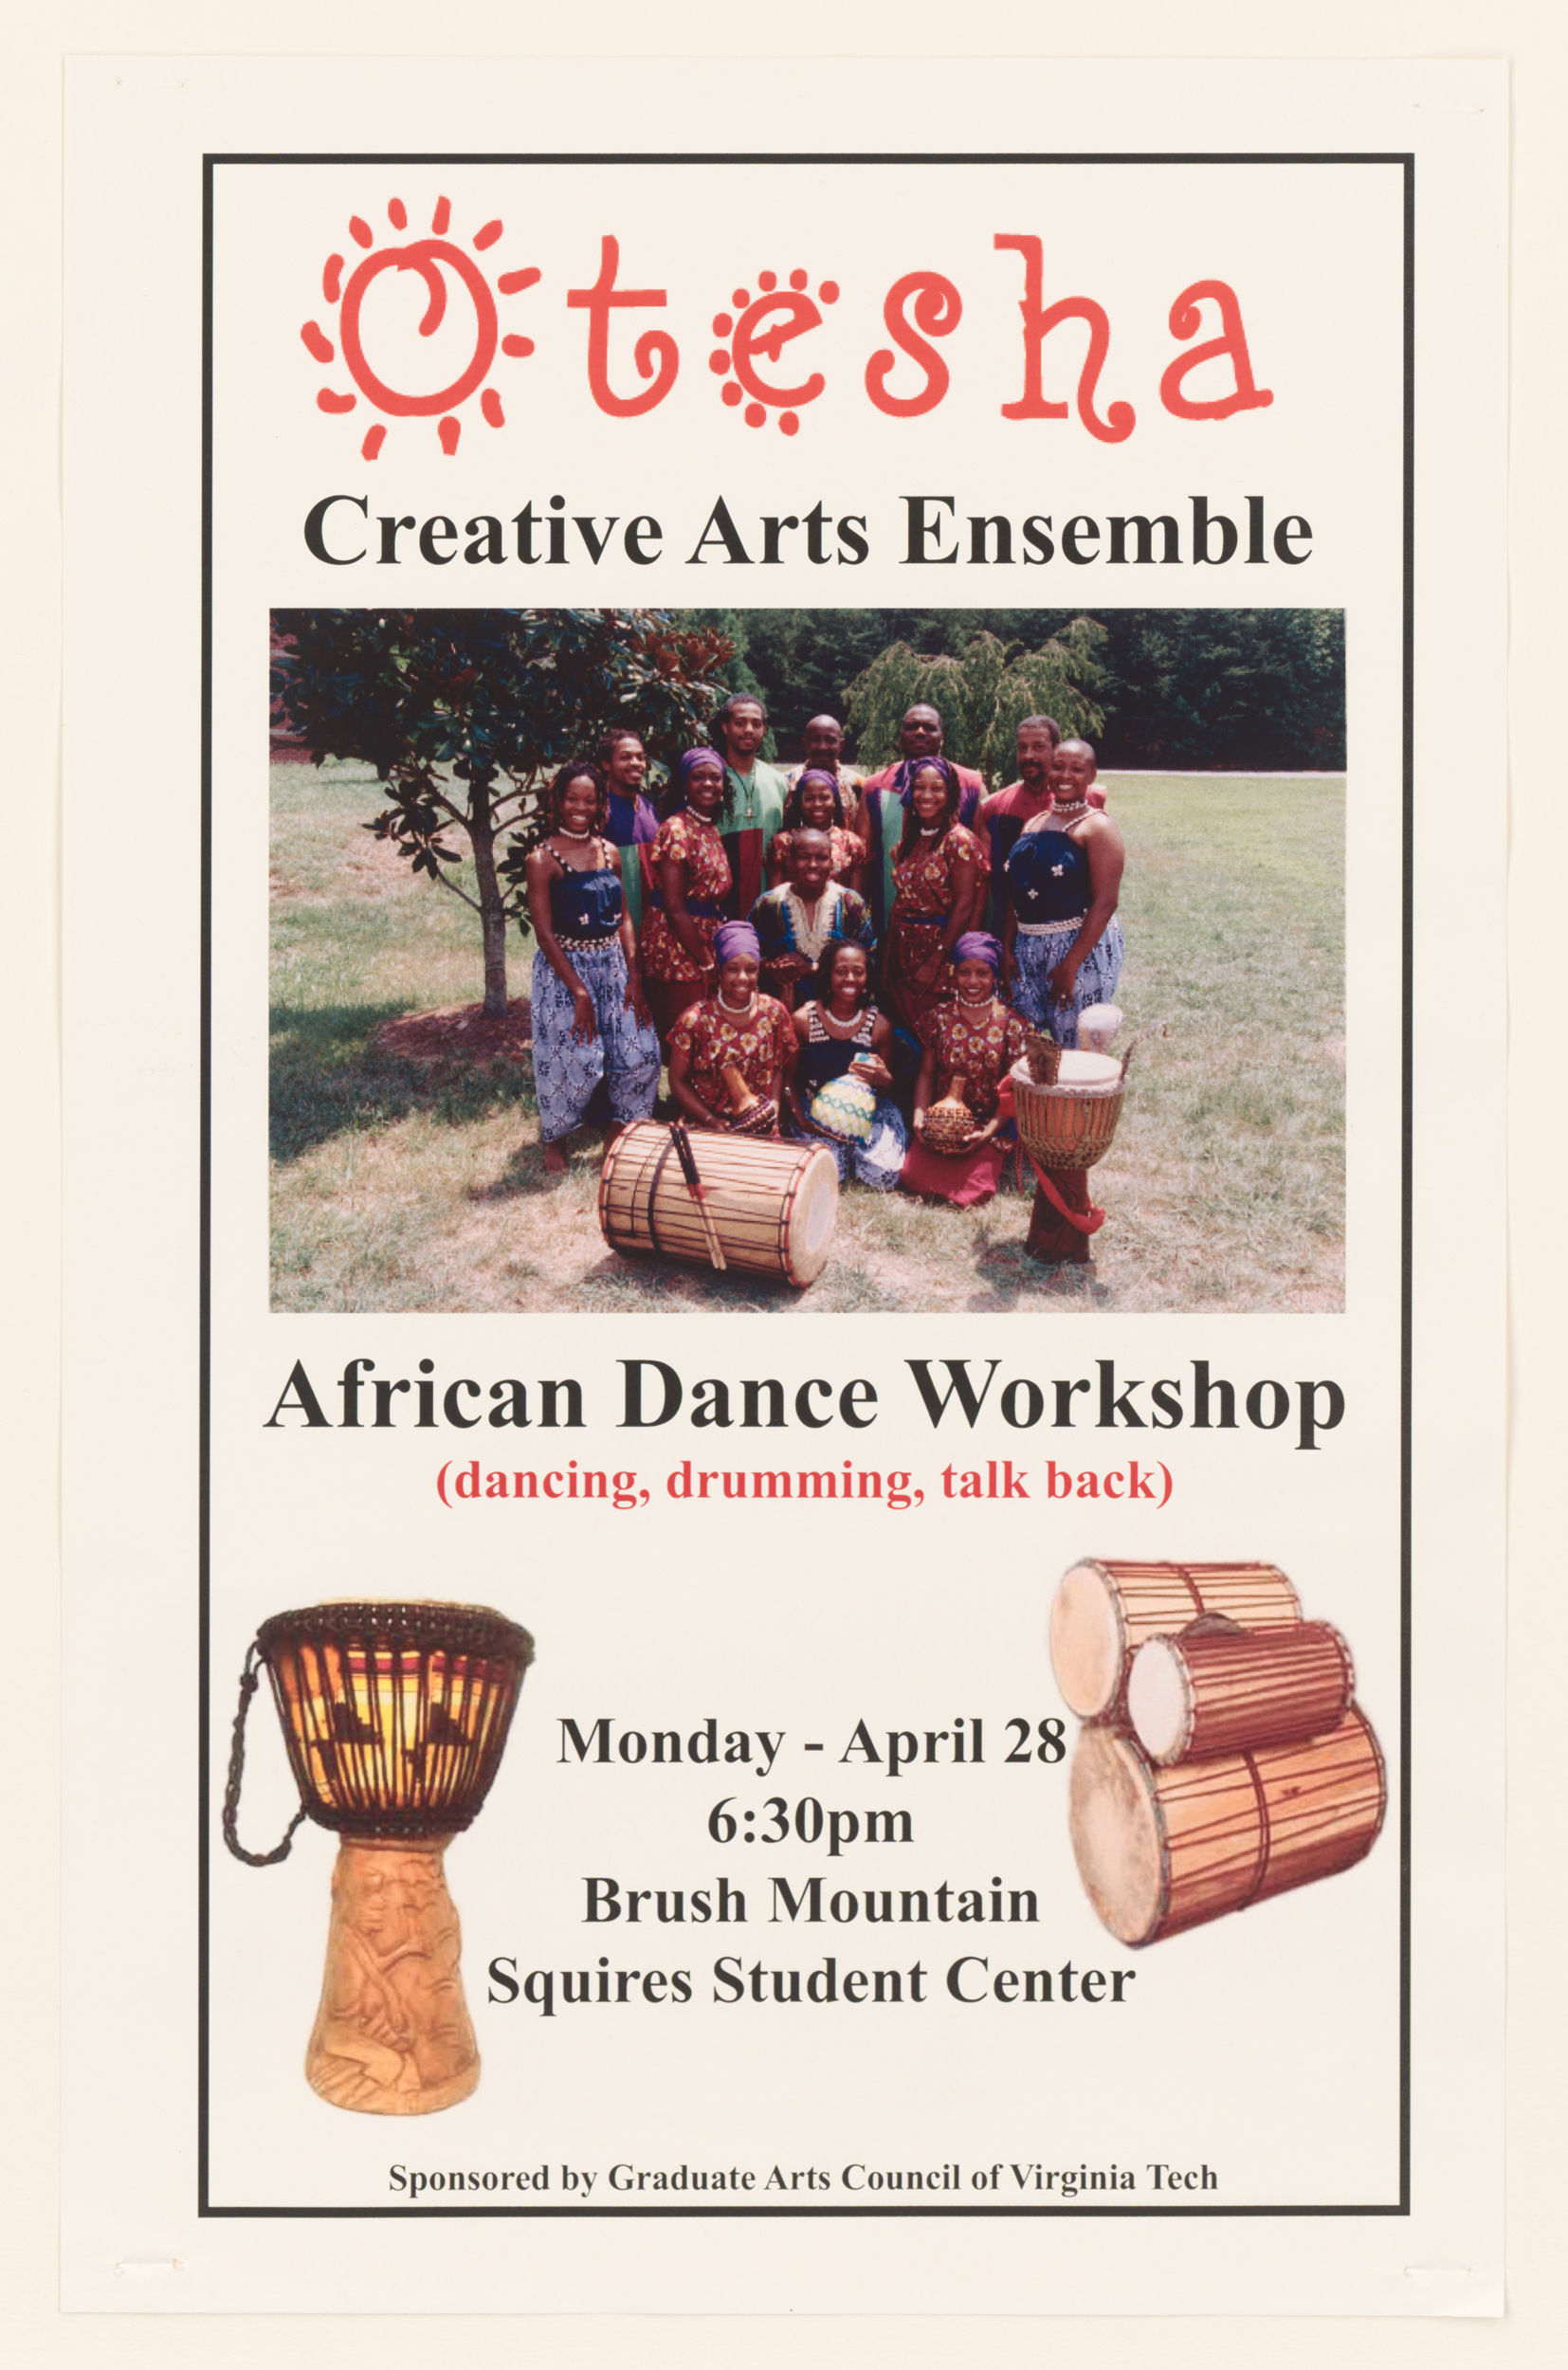 Otesha
Creative Arts Ensemble
African Dance Workshop
(dancing, drumming, talk back)
Monday - April 28
6:30pm
Brush Mountain
Squires Student Center
Sponsored by Graduate Arts Council of Virginia Tech